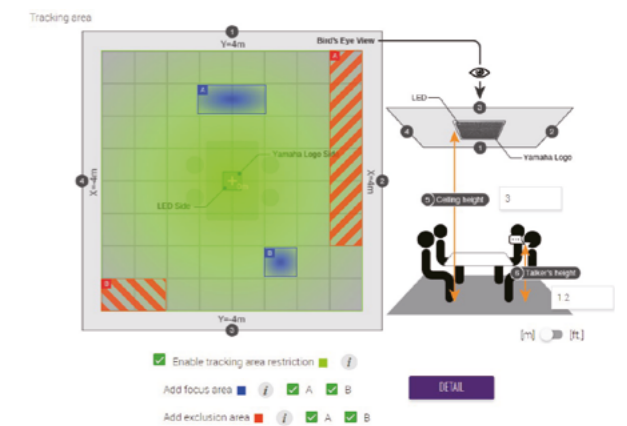 Tracking area
1
Y=4m
Bird's Eye View
A
A
LED
3
4
2
1
Yamaha Logo
Yamaha Logo Side
4
X=-4m
X=4m
2
LED Side
5 Ceiling height
3
B
6 Talker's height
1.2
B
Y=-4m
3
[m] [ft.]
Enable tracking area restriction i
Add focus area i A B
DETAIL
Add exclusion area i A B